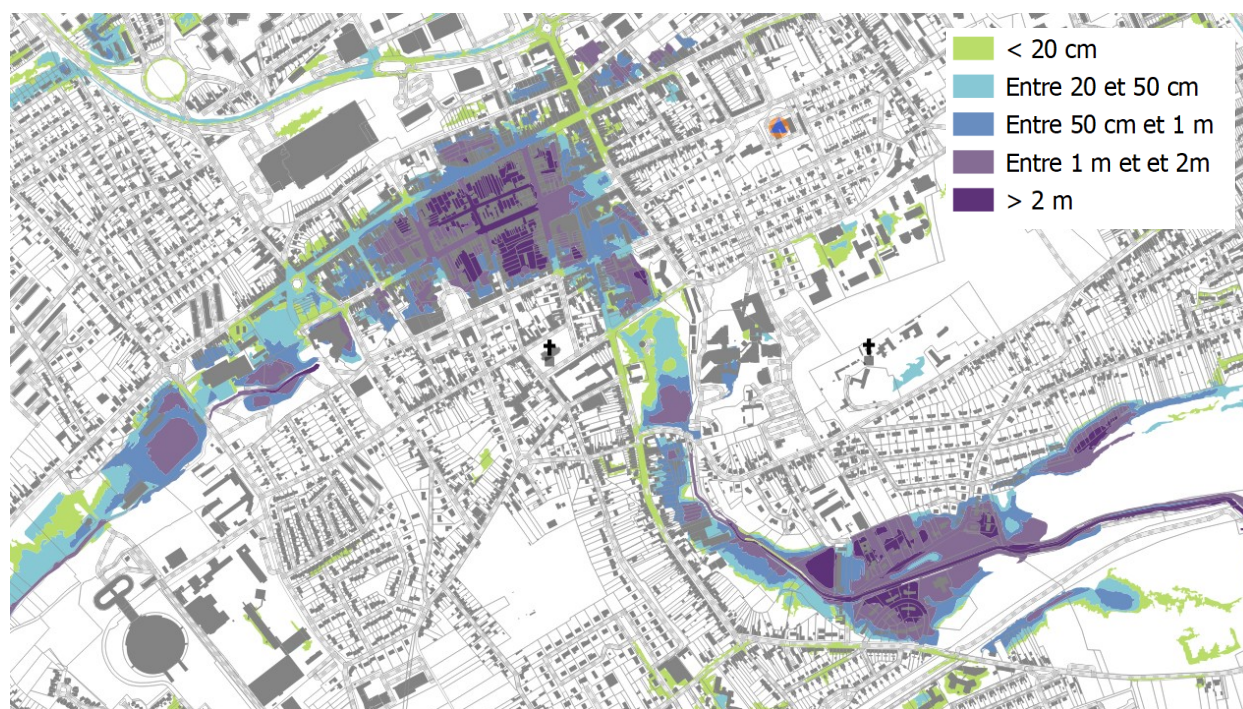 < 20 cm
Entre 20 et 50 cm
Entre 50 cm et 1 m
Entre 1 m et et 2m
> 2 m